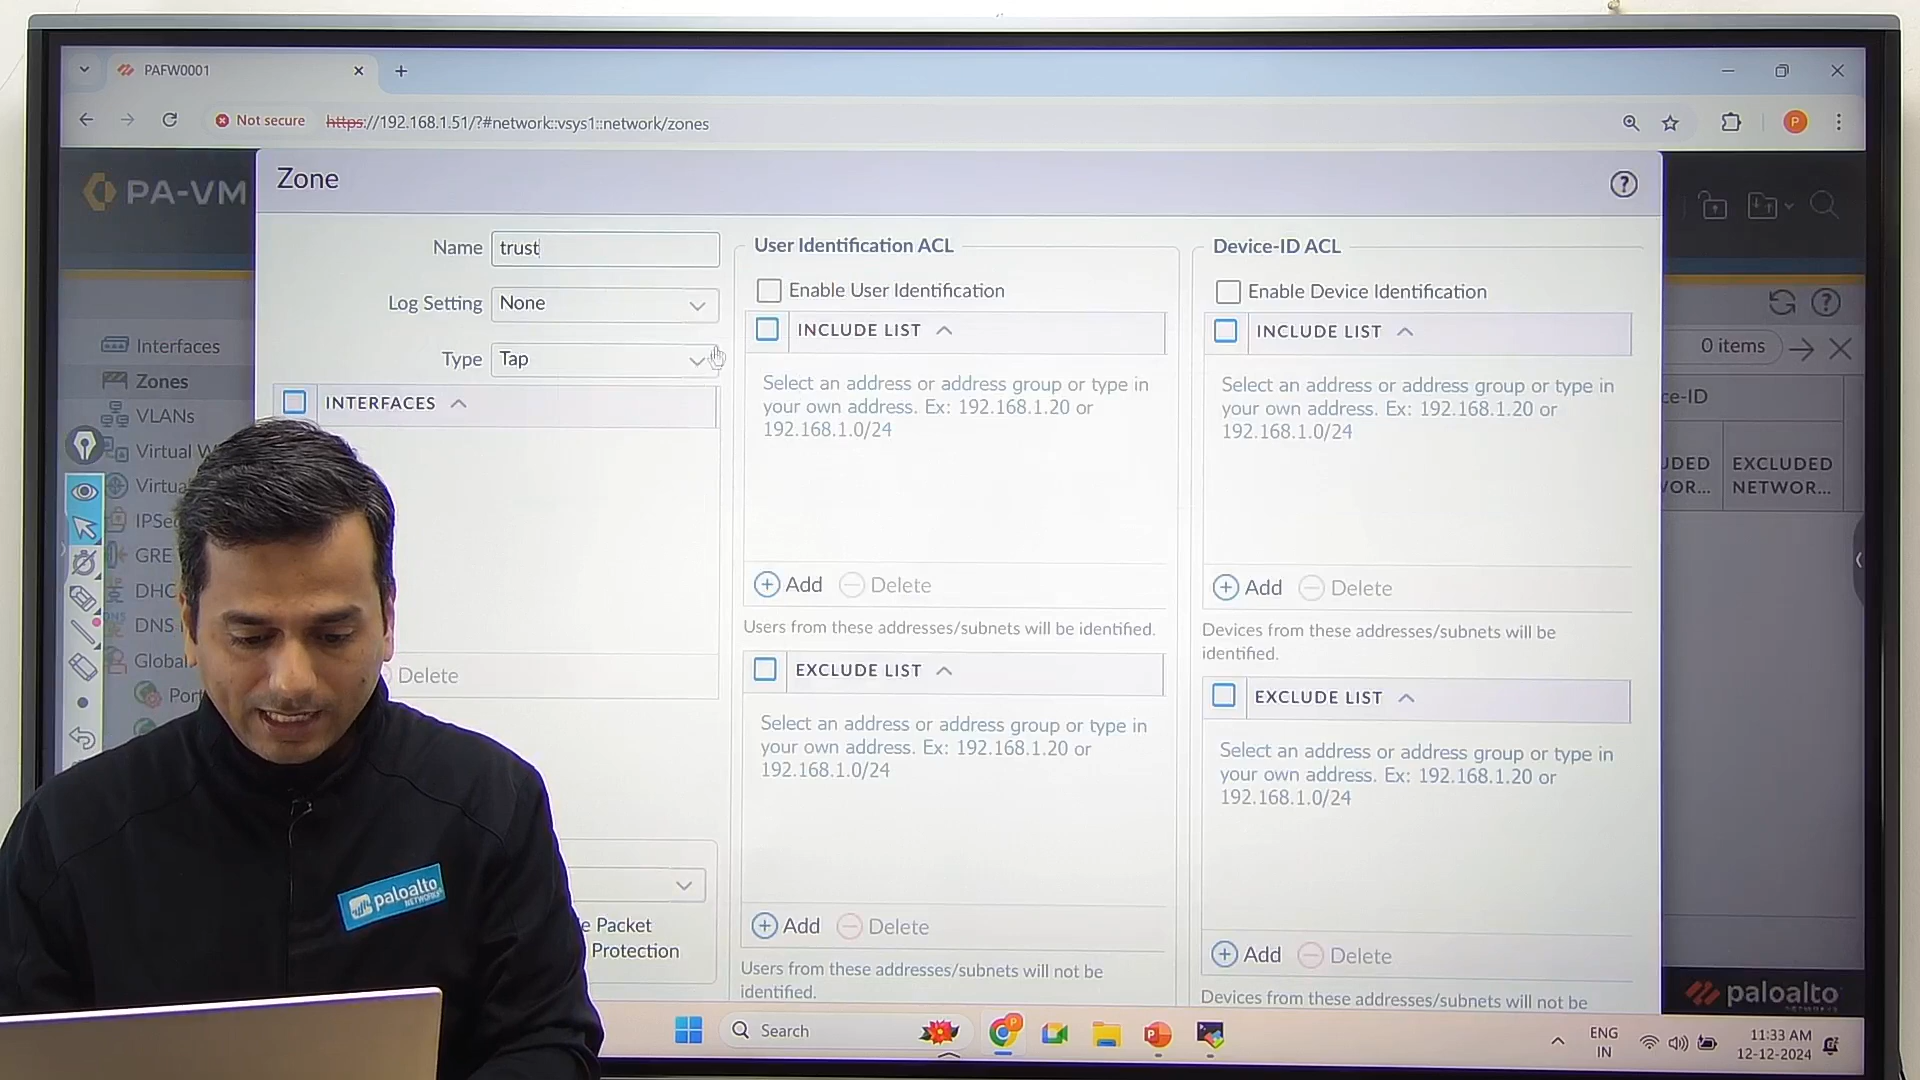 PAFW0001
Not secure
https://192.168.1.51/?#network::vsys1::network/zones
PA-VM
Zone
Name trust
Log Setting None
Type Tap
INTERFACES
Delete
e Packet
Protection
User Identification ACL
Enable User Identification
INCLUDE LIST
Select an address or address group or type in
your own address. Ex: 192.168.1.20 or
192.168.1.0/24
Add Delete
Users from these addresses/subnets will be identified.
EXCLUDE LIST
Select an address or address group or type in
your own address. Ex: 192.168.1.20 or
192.168.1.0/24
Add Delete
Users from these addresses/subnets will not be
identified.
Device-ID ACL
Enable Device Identification
INCLUDE LIST
Select an address or address group or type in
your own address. Ex: 192.168.1.20 or
192.168.1.0/24
Add Delete
Devices from these addresses/subnets will be
identified.
EXCLUDE LIST
Select an address or address group or type in
your own address. Ex: 192.168.1.20 or
192.168.1.0/24
Add Delete
Devices from these addresses/subnets will not be
Interfaces
Zones
VLANs
Virtual W
Virtua
IPSec
GRE
DHC
DNS
Global
Port
0 items
ce-ID
UDED
WOR...
EXCLUDED
NETWOR...
paloalto
paloalto
NETWORKS
P
Search
ENG
IN
11:33 AM
12-12-2024